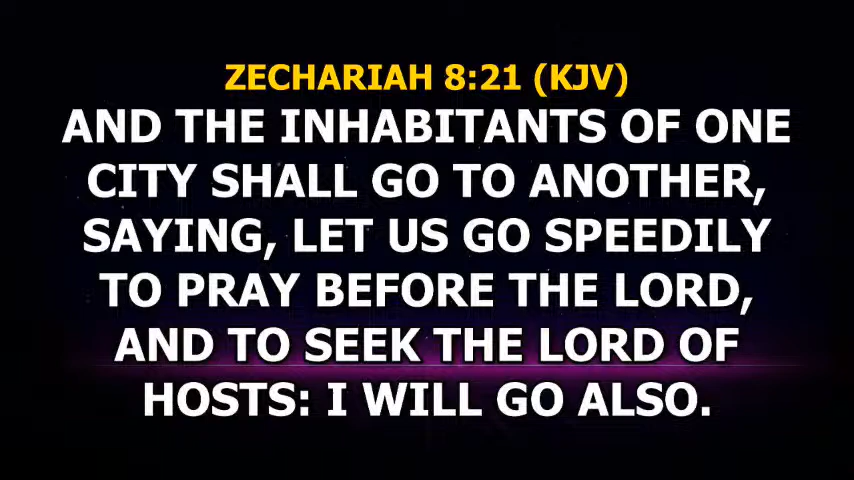 ZECHARIAH 8:21 (KJV)
AND THE INHABITANTS OF ONE
CITY SHALL GO TO ANOTHER,
SAYING, LET US GO SPEEDILY
TO PRAY BEFORE THE LORD,
AND TO SEEK THE LORD OF
HOSTS: I WILL GO ALSO.